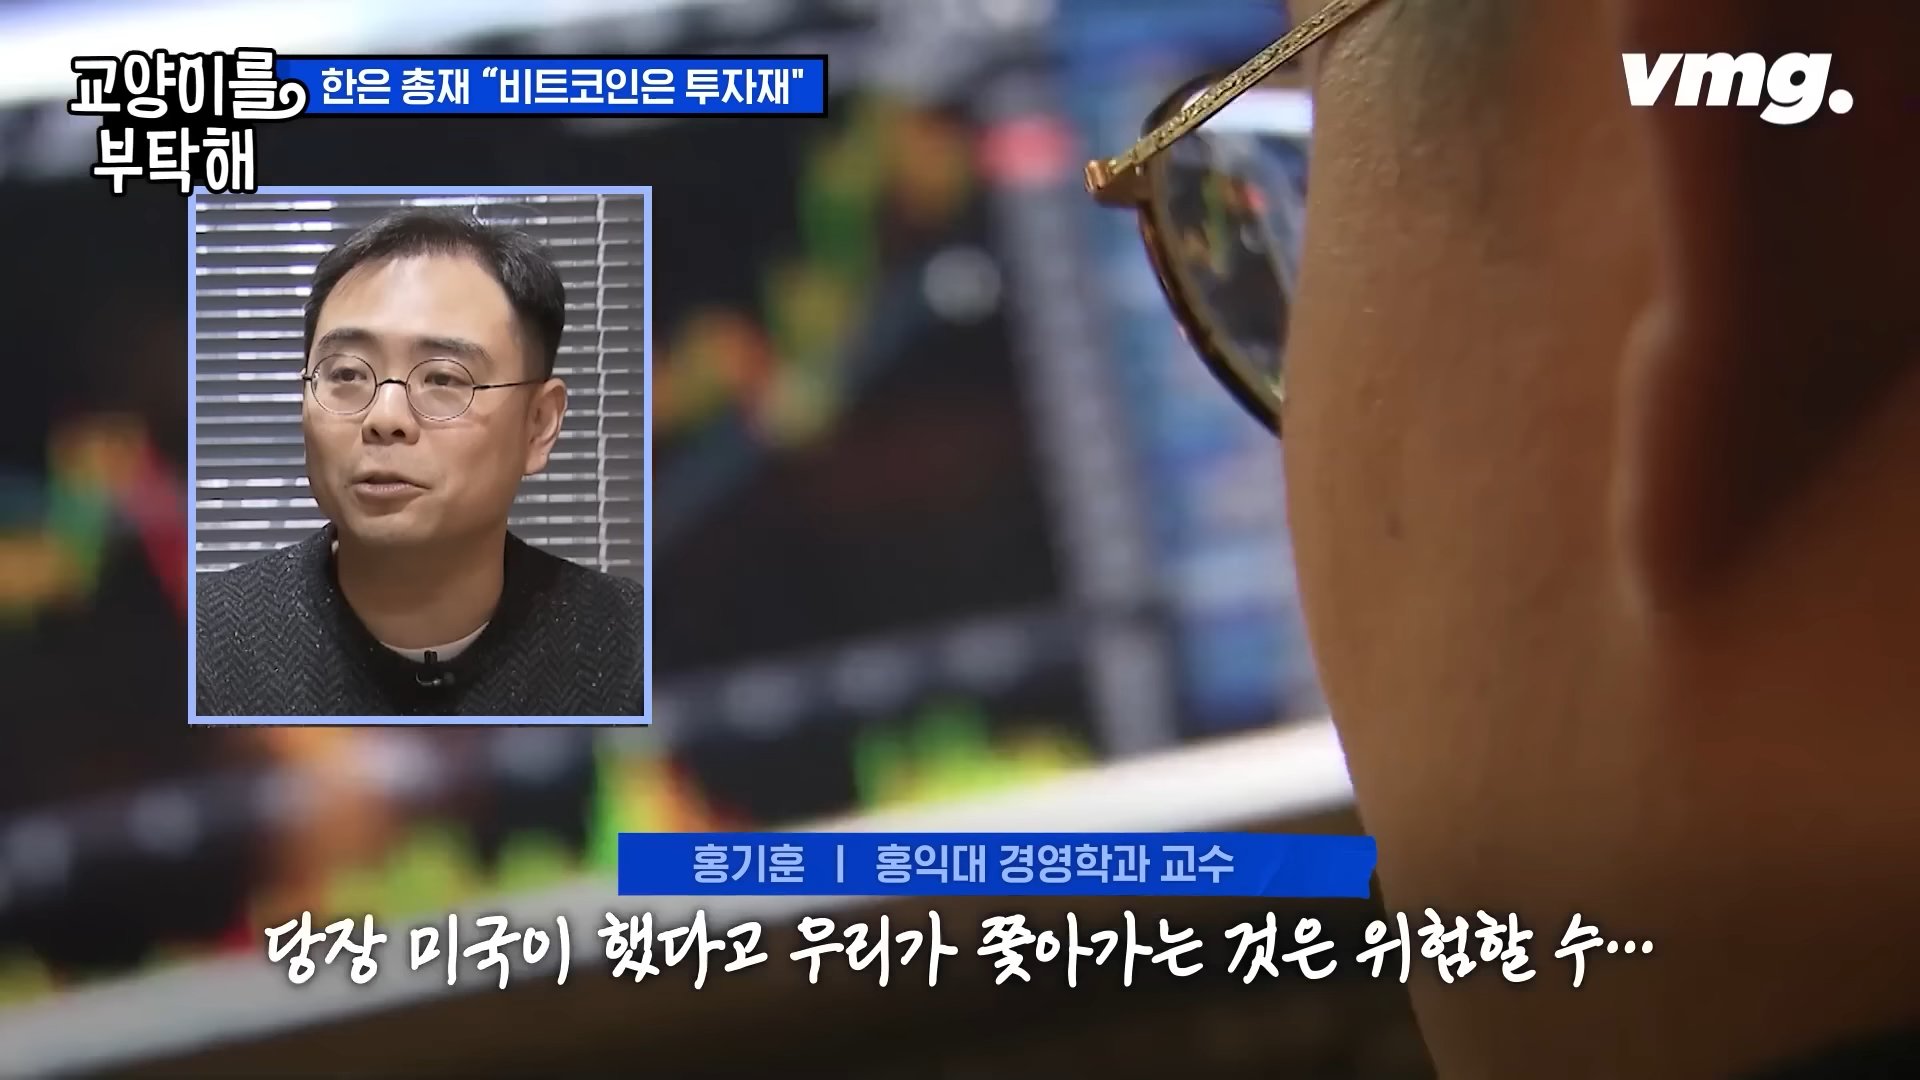 교양이를
부탁해
한은 총재 “비트코인은 투자재"
vmg.
홍기훈 | 홍익대 경영학과 교수
당장 미국이 했다고 우리가 쫓아가는 것은 위험할 수…